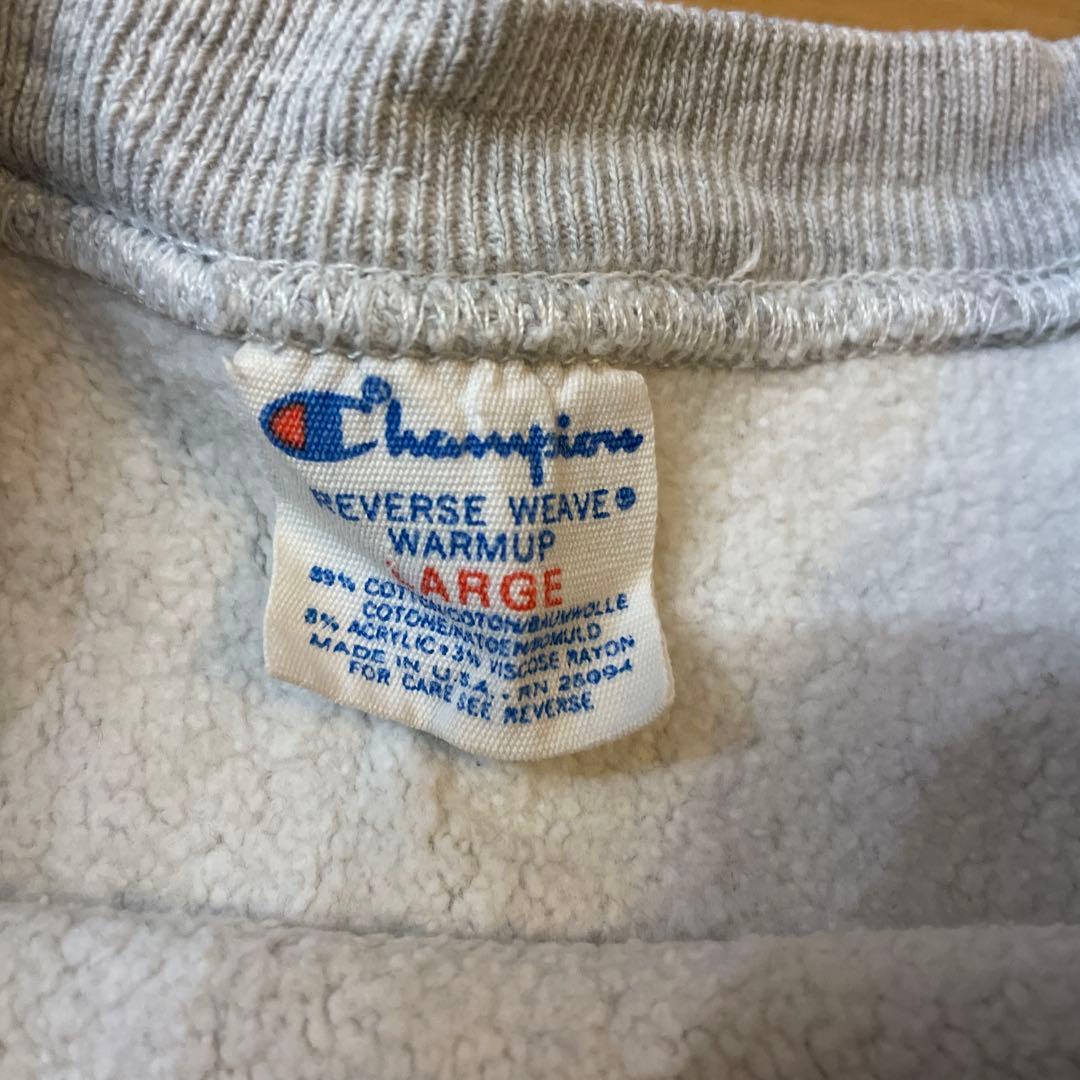 Champion®
REVERSE WEAVE®
WARMUP
LARGE
89% COTTON/COTON/BAUMWOLLE
COTONE/KATOEN/BOMULD
8% ACRYLIC•3% VISCOSE RAYON
MADE IN U.S.A. • RN 26094
FOR CARE SEE REVERSE